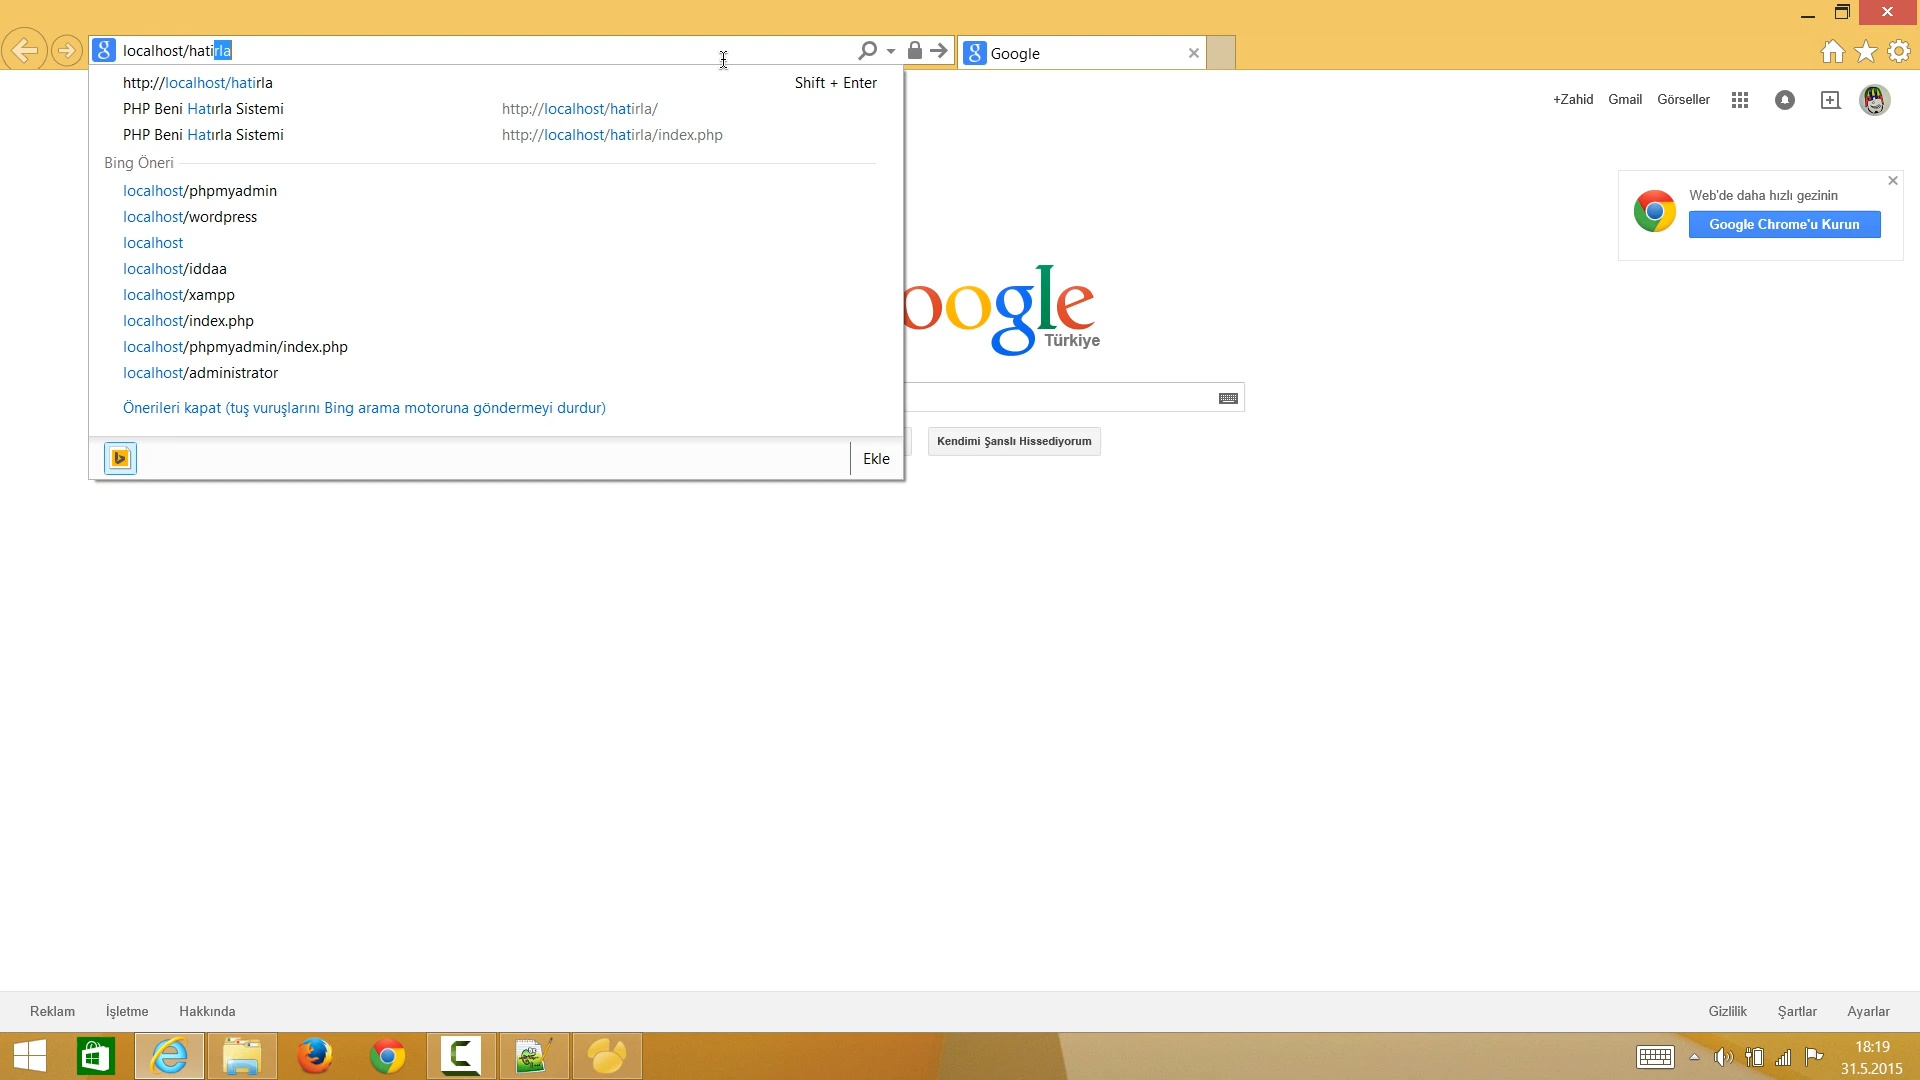 localhost/hatirla
Google
http://localhost/hatirla Shift + Enter
PHP Beni Hatırla Sistemi http://localhost/hatirla/
PHP Beni Hatırla Sistemi http://localhost/hatirla/index.php
Bing Öneri
localhost/phpmyadmin
localhost/wordpress
localhost
localhost/iddaa
localhost/xampp
localhost/index.php
localhost/phpmyadmin/index.php
localhost/administrator
Önerileri kapat (tuş vuruşlarını Bing arama motoruna göndermeyi durdur)
Ekle
+Zahid Gmail Görseller
Web'de daha hızlı gezinin
Google Chrome'u Kurun
oogle
Türkiye
Kendimi Şanslı Hissediyorum
Reklam İşletme Hakkında
Gizlilik Şartlar Ayarlar
18:19
31.5.2015